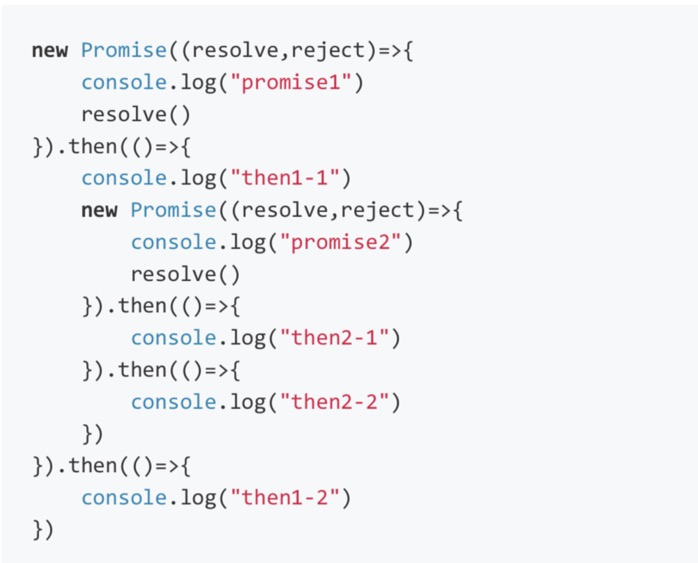 new Promise((resolve,reject)=>{
    console.log("promise1")
    resolve()
}).then(()=>{
    console.log("then1-1")
    new Promise((resolve,reject)=>{
        console.log("promise2")
        resolve()
    }).then(()=>{
        console.log("then2-1")
    }).then(()=>{
        console.log("then2-2")
    })
}).then(()=>{
    console.log("then1-2")
})